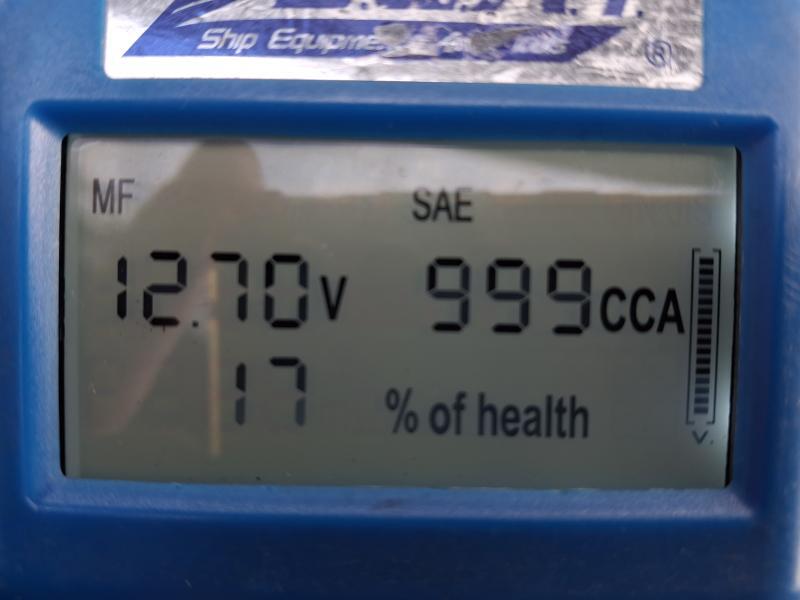 Ship Equipme
®
MF SAE
12.70V 999CCA
17 % of health